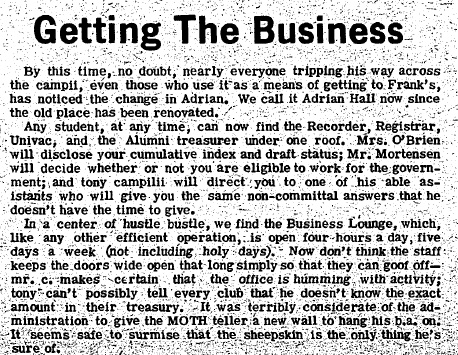 Getting The Business
By this time, no doubt, nearly everyone tripping his way across
the campii, even those who use it as a means of getting to Frank's,
has noticed the change in Adrian. We call it Adrian Hall now since
the old place has been renovated.
Any student, at any time, can now find the Recorder, Registrar,
Univac, and the Alumni treasurer under one roof. Mrs. O'Brien
will disclose your cumulative index and draft status; Mr. Mortensen
will decide whether or not you are eligible to work for the govern-
ment; and tony campilii will direct you to one of his able as-
istants who will give you the same non-committal answers that he
doesn't have the time to give.
In a center of hustle bustle, we find the Business Lounge, which,
like any other efficient operation, is open four hours a day, five
days a week (not including holy days). Now don't think the staff
keeps the doors wide open that long simply so that they can goof off—
mr. c. makes certain that the office is humming with activity;
tony can't possibly tell every club that he doesn't know the exact
amount in their treasury. It was terribly considerate of the ad-
ministration to give the MOTH teller a new wall to hang his b.a. on.
It seems safe to surmise that the sheepskin is the only thing he's
sure of.